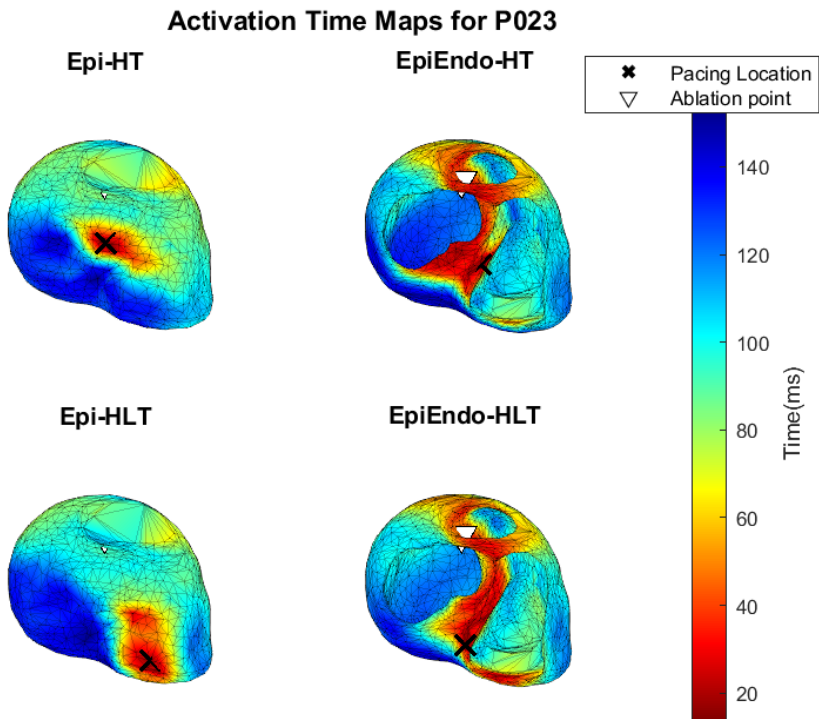 Activation Time Maps for P023
Epi-HT
EpiEndo-HT
Pacing Location
Ablation point
Epi-HLT
EpiEndo-HLT
140
120
100
80
60
40
20
Time(ms)